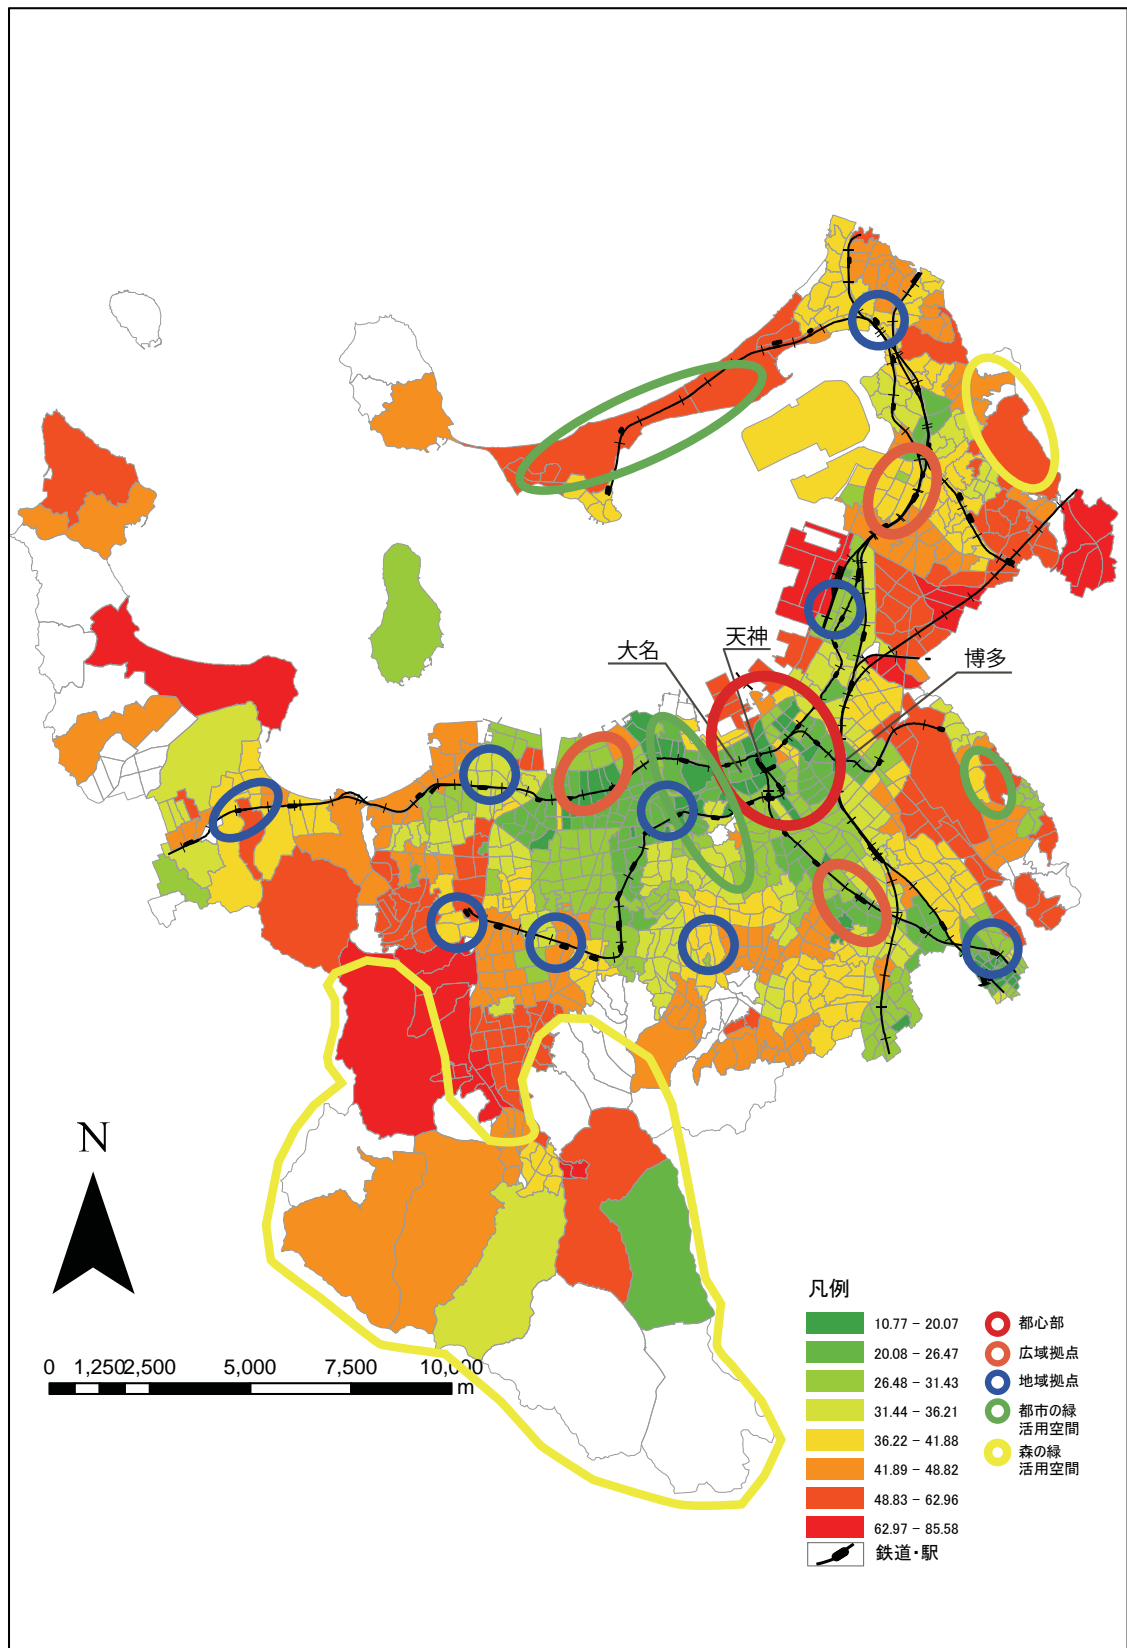 大名
天神
博多
N
0 1,250 2,500 5,000 7,500 10,000
m
凡例
10.77 - 20.07
20.08 - 26.47
26.48 - 31.43
31.44 - 36.21
36.22 - 41.88
41.89 - 48.82
48.83 - 62.96
62.97 - 85.58
鉄道・駅
都心部
広域拠点
地域拠点
都市の緑
活用空間
森の緑
活用空間